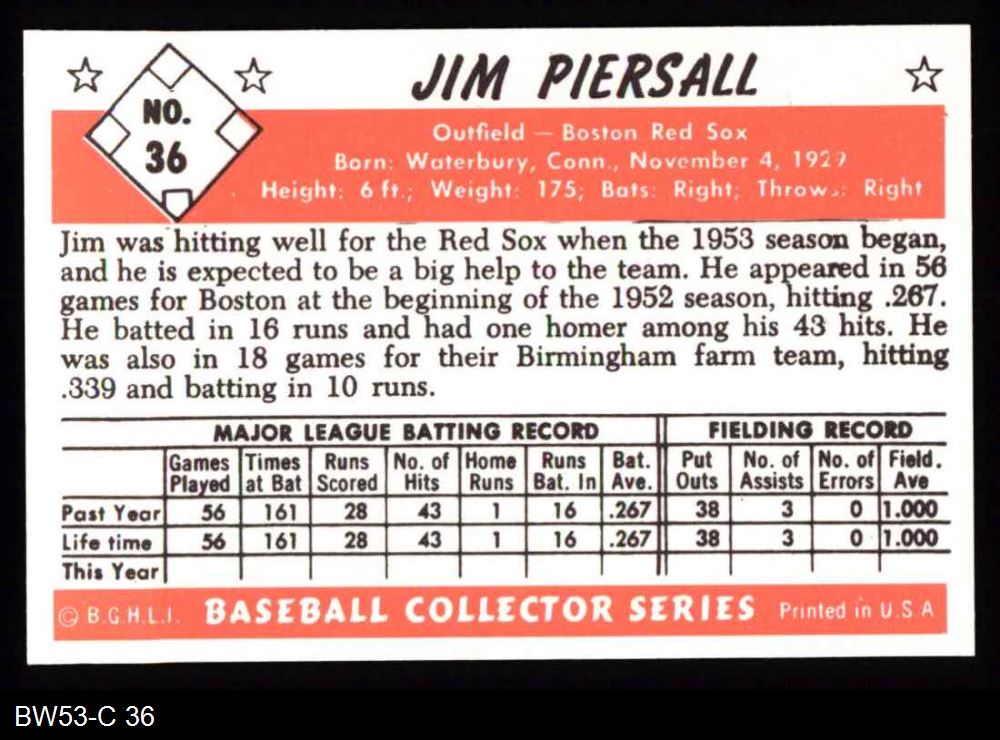 JIM PIERSALL
NO.
36
Outfield — Boston Red Sox
Born: Waterbury, Conn., November 4, 1929
Height: 6 ft.; Weight: 175; Bats: Right; Throws: Right
Jim was hitting well for the Red Sox when the 1953 season began,
and he is expected to be a big help to the team. He appeared in 56
games for Boston at the beginning of the 1952 season, hitting .267.
He batted in 16 runs and had one homer among his 43 hits. He
was also in 18 games for their Birmingham farm team, hitting
.339 and batting in 10 runs.
MAJOR LEAGUE BATTING RECORD FIELDING RECORD
Games Times Runs No. of Home Runs Bat. Put No. of No. of Field.
Played at Bat Scored Hits Runs Bat. In Ave. Outs Assists Errors Ave
Past Year 56 161 28 43 1 16 .267 38 3 0 1.000
Life time 56 161 28 43 1 16 .267 38 3 0 1.000
This Year
© B.G.H.L.I. BASEBALL COLLECTOR SERIES Printed in U.S.A
BW53-C 36